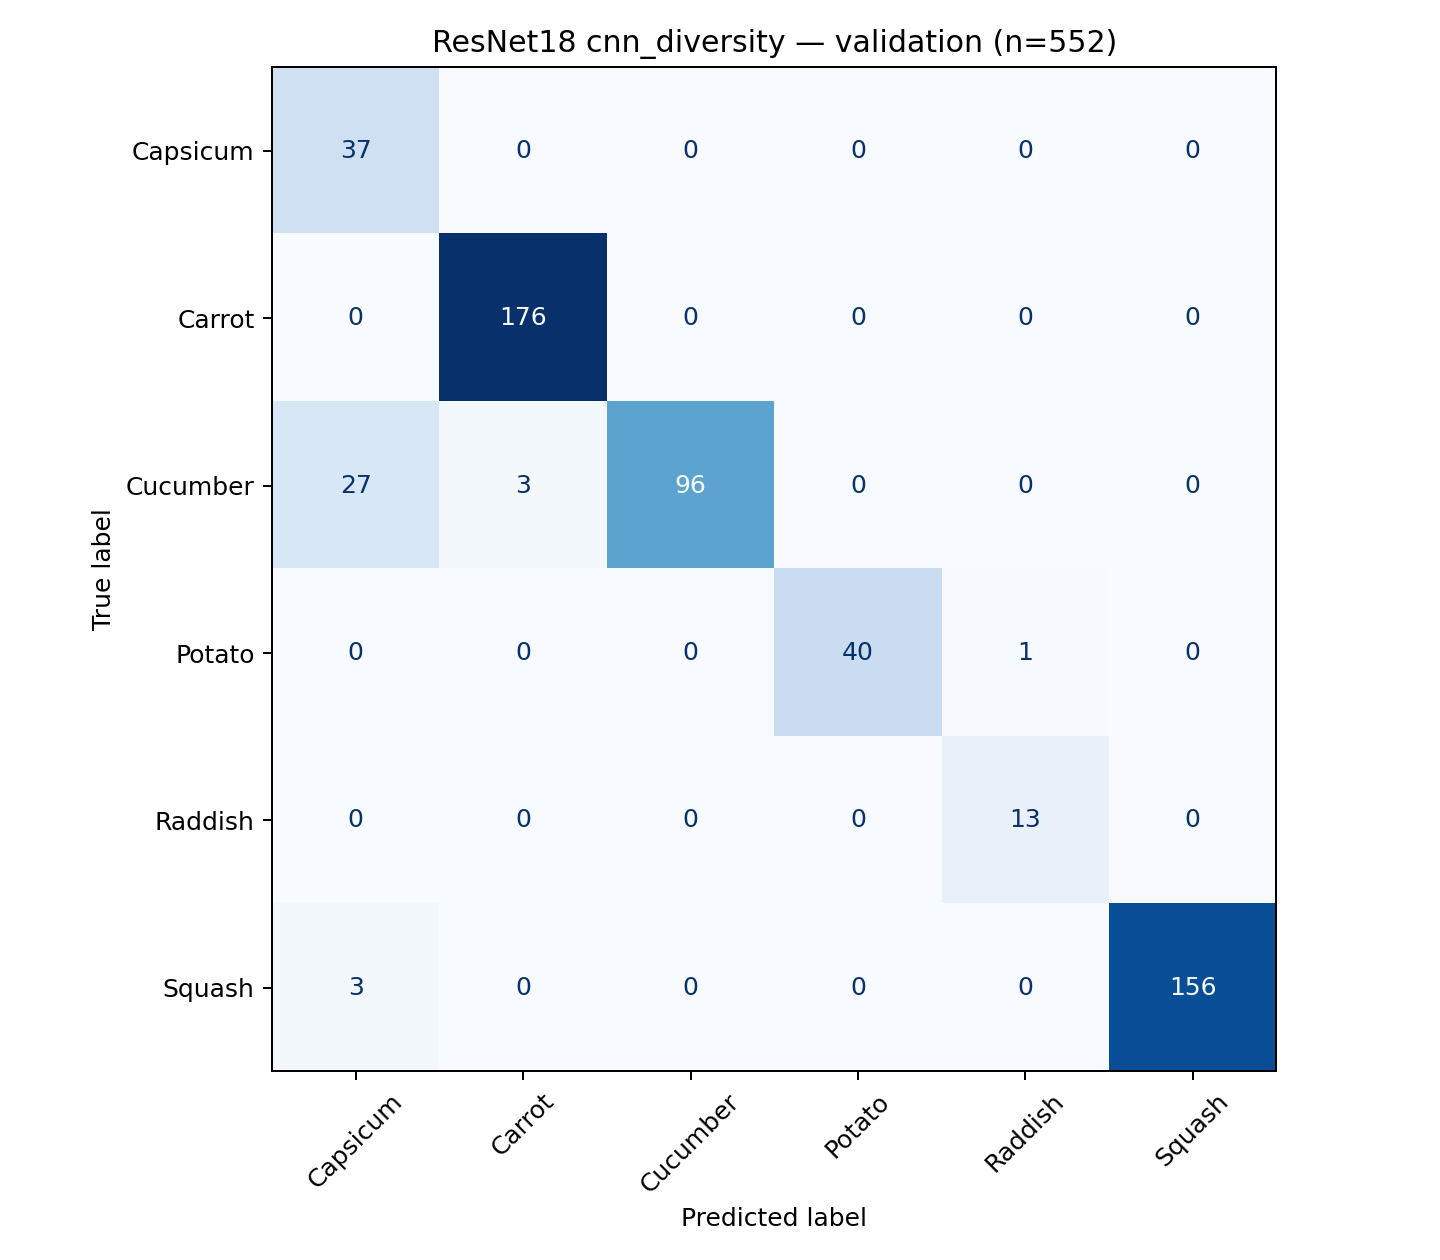 ResNet18 cnn_diversity — validation (n=552)
Capsicum 37 0 0 0 0 0
Carrot 0 176 0 0 0 0
Cucumber 27 3 96 0 0 0
True label
Potato 0 0 0 40 1 0
Raddish 0 0 0 0 13 0
Squash 3 0 0 0 0 156
Capsicum Carrot Cucumber Potato Raddish Squash
Predicted label